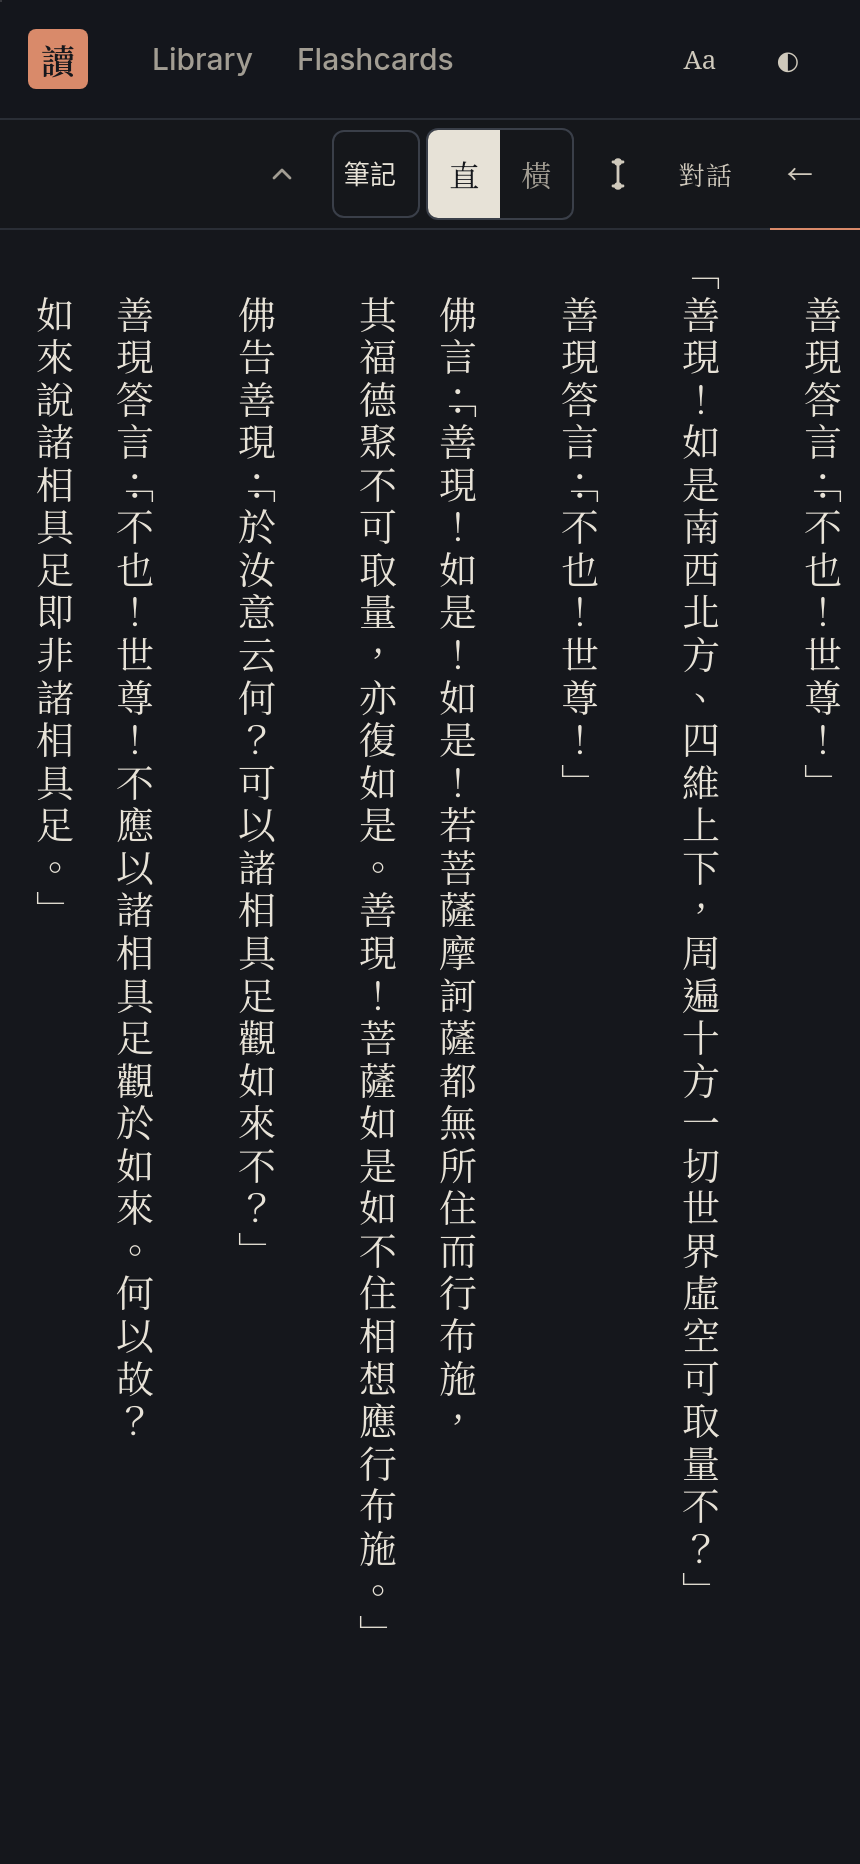 讀 Library Flashcards Aa
筆記 直 橫 對話 ←
善現答言：「不也！世尊！」
「善現！如是南西北方、四維上下，周遍十方一切世界虛空可取量不？」
善現答言：「不也！世尊！」
佛言：「善現！如是！如是！若菩薩摩訶薩都無所住而行布施，
其福德聚不可取量，亦復如是。善現！菩薩如是如不住相想應行布施。」
佛告善現：「於汝意云何？可以諸相具足觀如來不？」
善現答言：「不也！世尊！不應以諸相具足觀於如來。何以故？
如來說諸相具足即非諸相具足。」